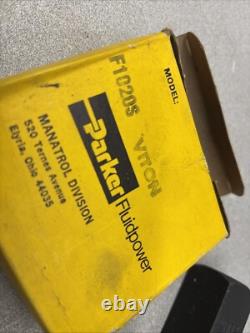 MODEL:
F1020S VITON
Parker
Fluidpower
MANATROL DIVISION
520 Ternes Avenue
Elyria, Ohio 44035